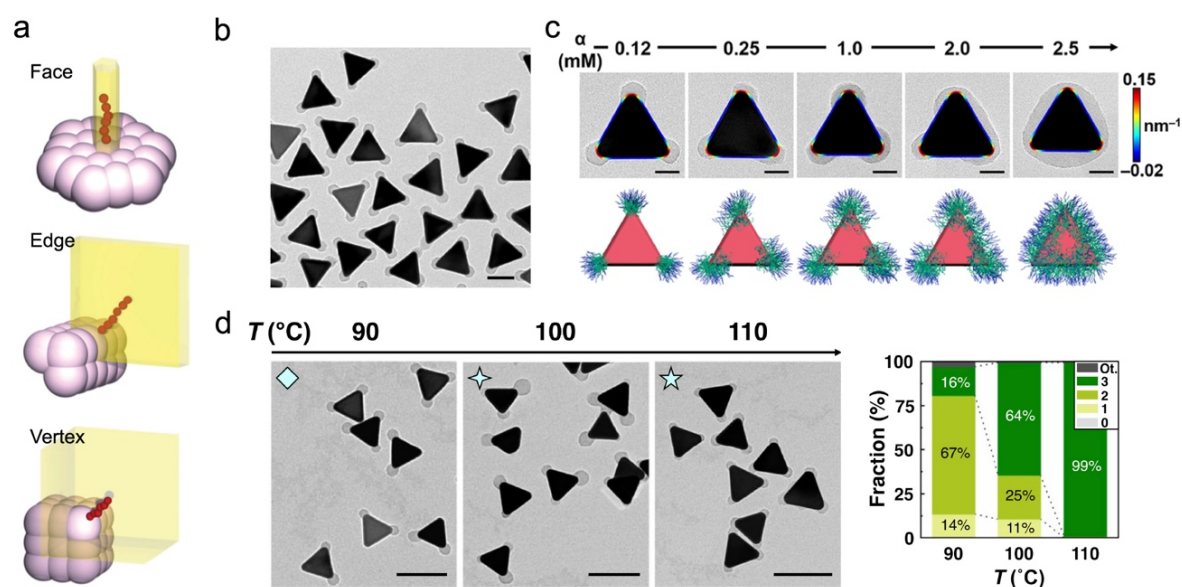 a
Face
Edge
Vertex
b
c
α
(mM)
0.12 0.25 1.0 2.0 2.5
0.15
nm⁻¹
−0.02
d
T (°C) 90 100 110
100
75
50
25
0
Fraction (%)
16%
67%
14%
64%
25%
11%
99%
Ot.
3
2
1
0
90 100 110
T (°C)